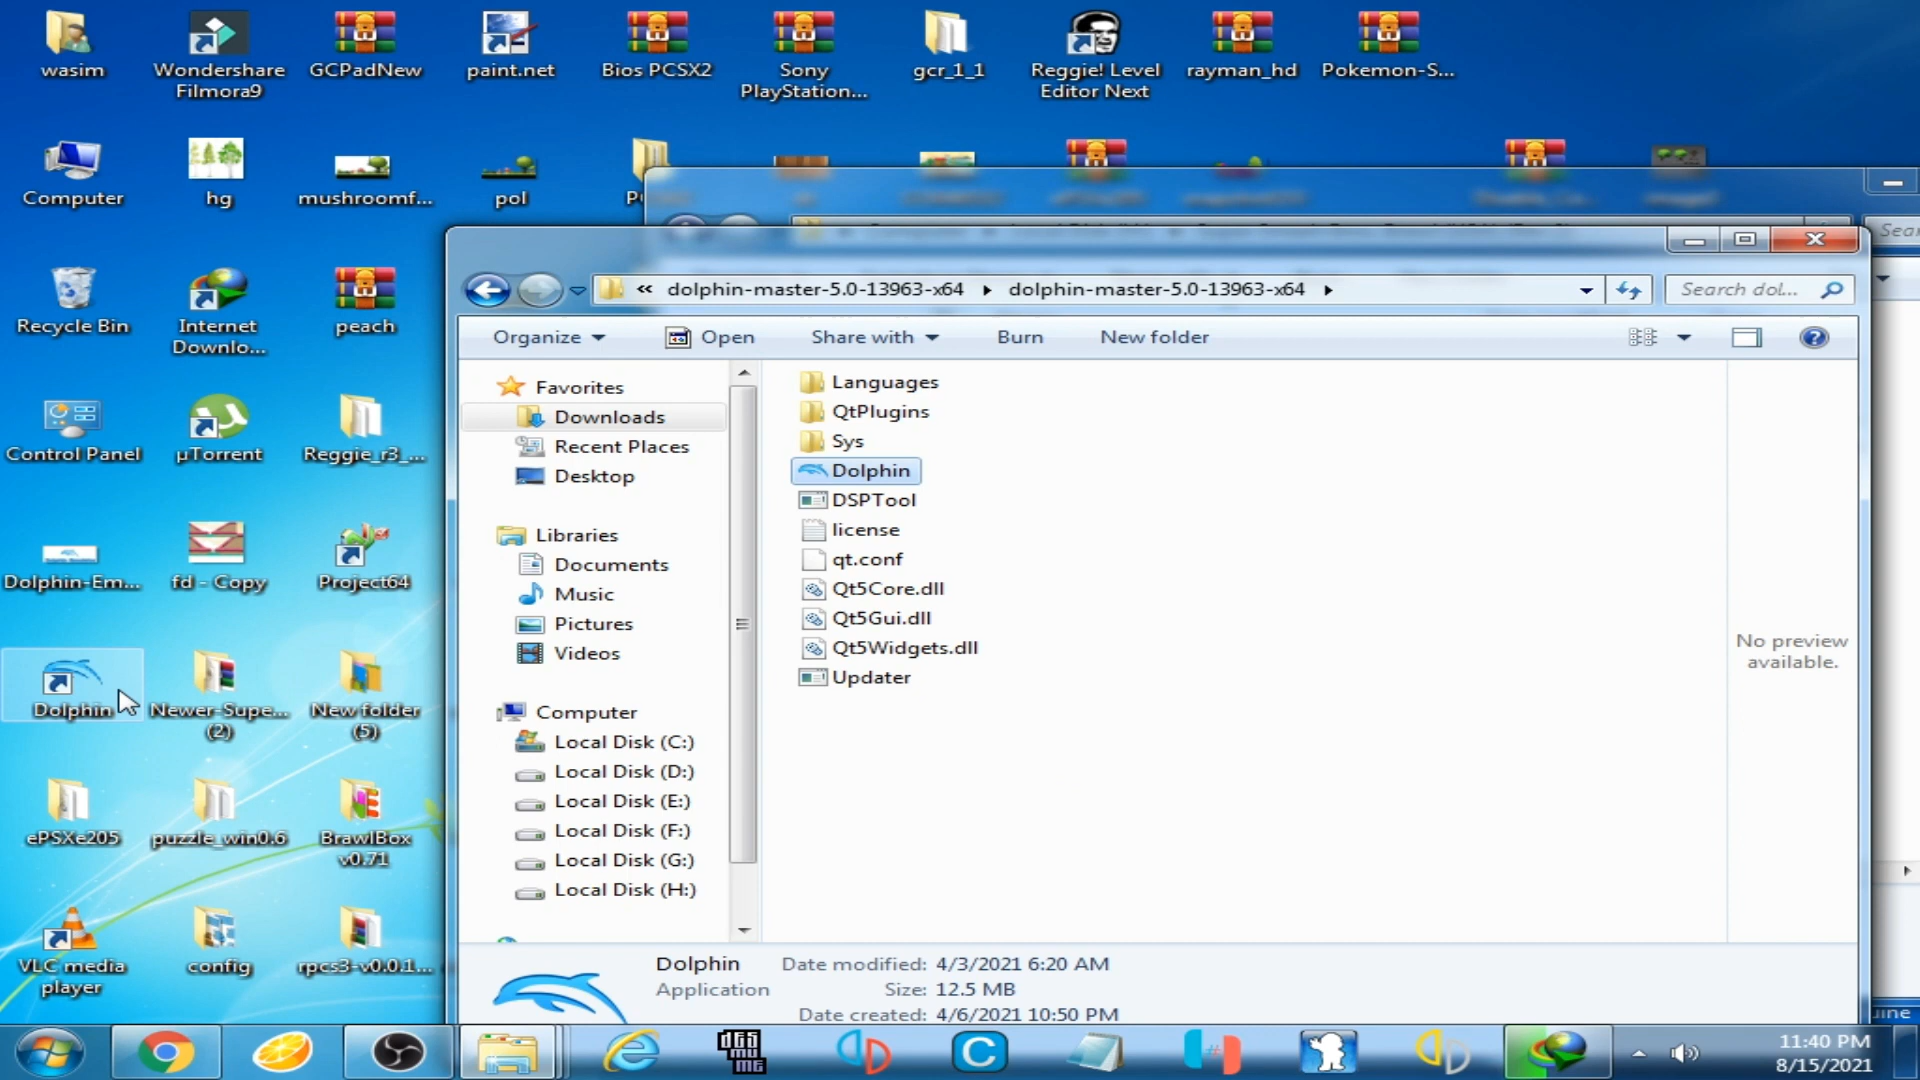 wasim
Wondershare
Filmora9
GCPadNew
paint.net
Bios PCSX2
Sony
PlayStation...
gcr_1_1
Reggie! Level
Editor Next
rayman_hd
Pokemon-S...
Computer
hg
mushroomf...
pol
Sear
« dolphin-master-5.0-13963-x64 ▸ dolphin-master-5.0-13963-x64 ▸
Search dol...
Recycle Bin
Internet
Downlo...
peach
Organize
Open
Share with
Burn
New folder
Control Panel
µTorrent
Reggie_r3_...
Favorites
Downloads
Recent Places
Desktop
Libraries
Documents
Music
Pictures
Videos
Computer
Local Disk (C:)
Local Disk (D:)
Local Disk (E:)
Local Disk (F:)
Local Disk (G:)
Local Disk (H:)
Languages
QtPlugins
Sys
Dolphin
DSPTool
license
qt.conf
Qt5Core.dll
Qt5Gui.dll
Qt5Widgets.dll
Updater
No preview
available.
Dolphin-Em...
fd - Copy
Project64
Dolphin
Newer-Supe...
(2)
New folder
(5)
ePSXe205
puzzle_win0.6
BrawlBox
v0.71
VLC media
player
config
rpcs3-v0.0.1...
Dolphin
Date modified: 4/3/2021 6:20 AM
Application
Size: 12.5 MB
Date created: 4/6/2021 10:50 PM
11:40 PM
8/15/2021